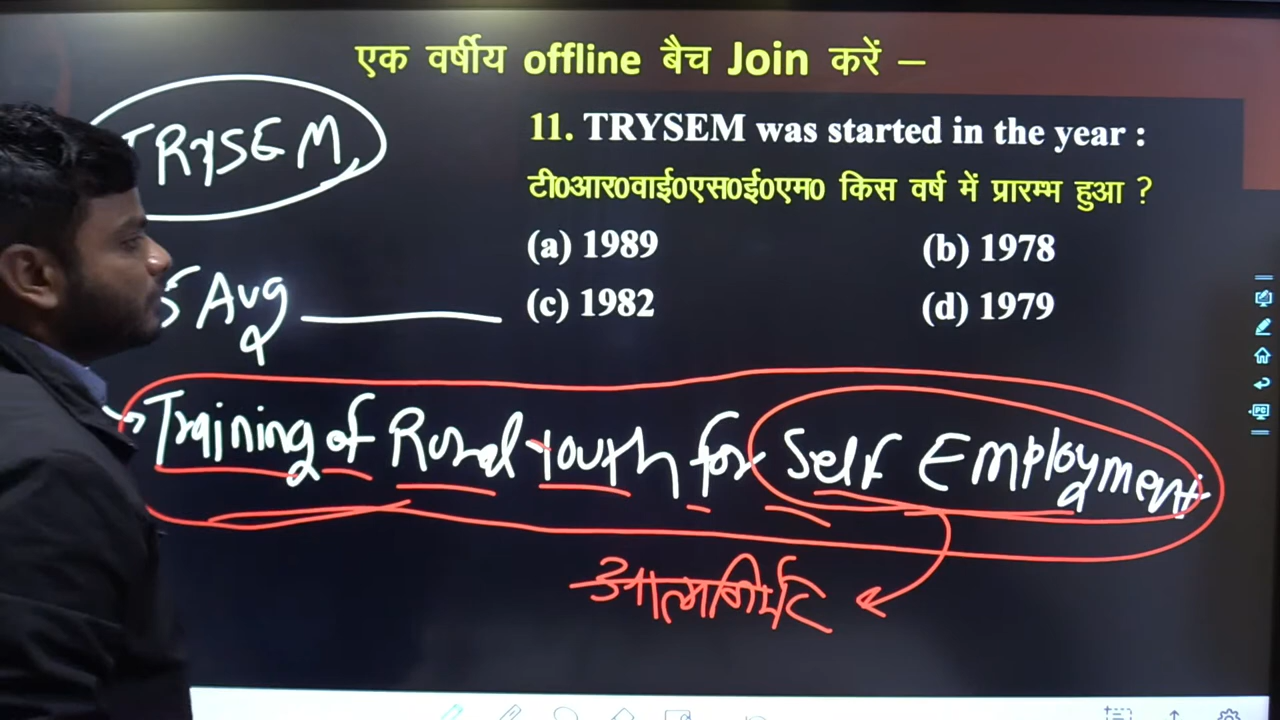 एक वर्षीय offline बैच Join करें –
TRYSEM
11. TRYSEM was started in the year :
टी0आर0वाई0एस0ई0एम0 किस वर्ष में प्रारम्भ हुआ ?
(a) 1989 (b) 1978
5 Aug
(c) 1982 (d) 1979
Training of Rural Youth for Self Employment
आत्मनिर्भर